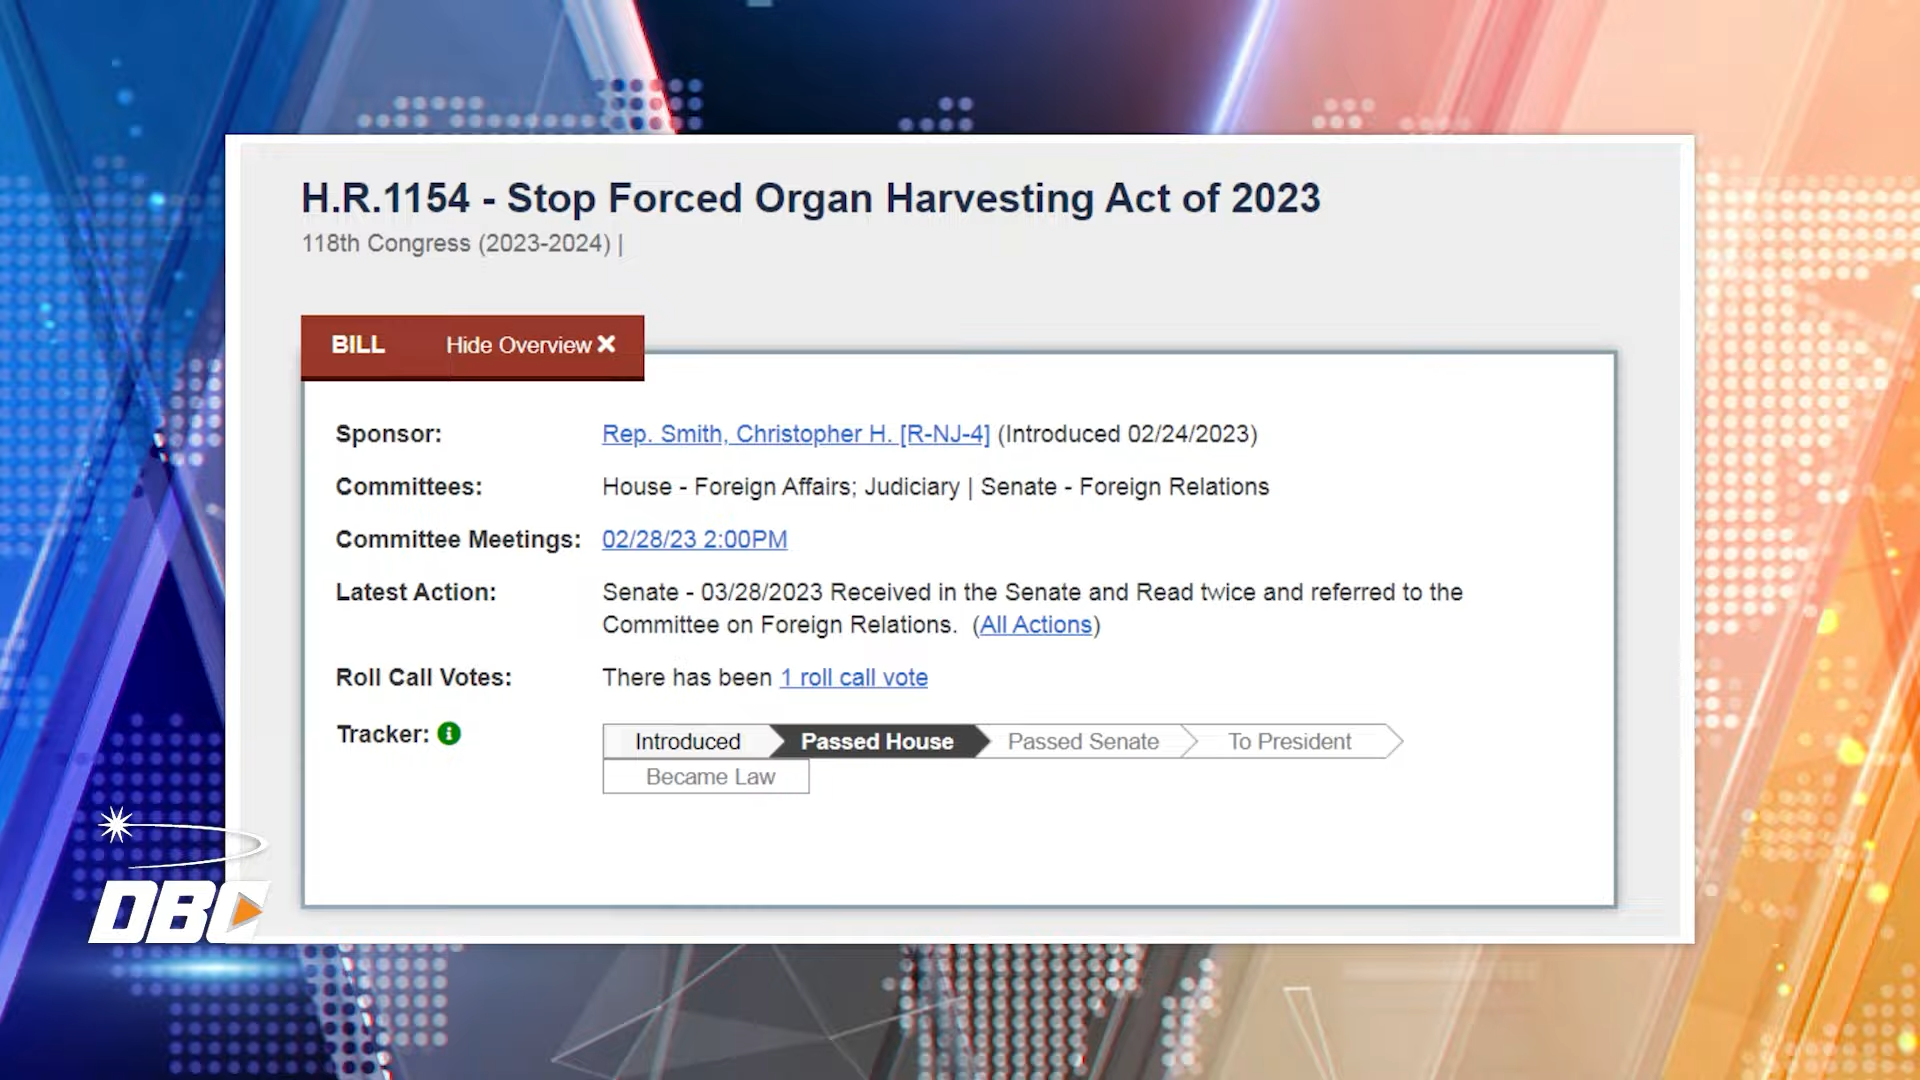 H.R.1154 - Stop Forced Organ Harvesting Act of 2023
118th Congress (2023-2024) |
BILL Hide Overview ×
Sponsor: Rep. Smith, Christopher H. [R-NJ-4] (Introduced 02/24/2023)
Committees: House - Foreign Affairs; Judiciary | Senate - Foreign Relations
Committee Meetings: 02/28/23 2:00PM
Latest Action: Senate - 03/28/2023 Received in the Senate and Read twice and referred to the
Committee on Foreign Relations. (All Actions)
Roll Call Votes: There has been 1 roll call vote
Tracker: Introduced Passed House Passed Senate To President
Became Law
DBC